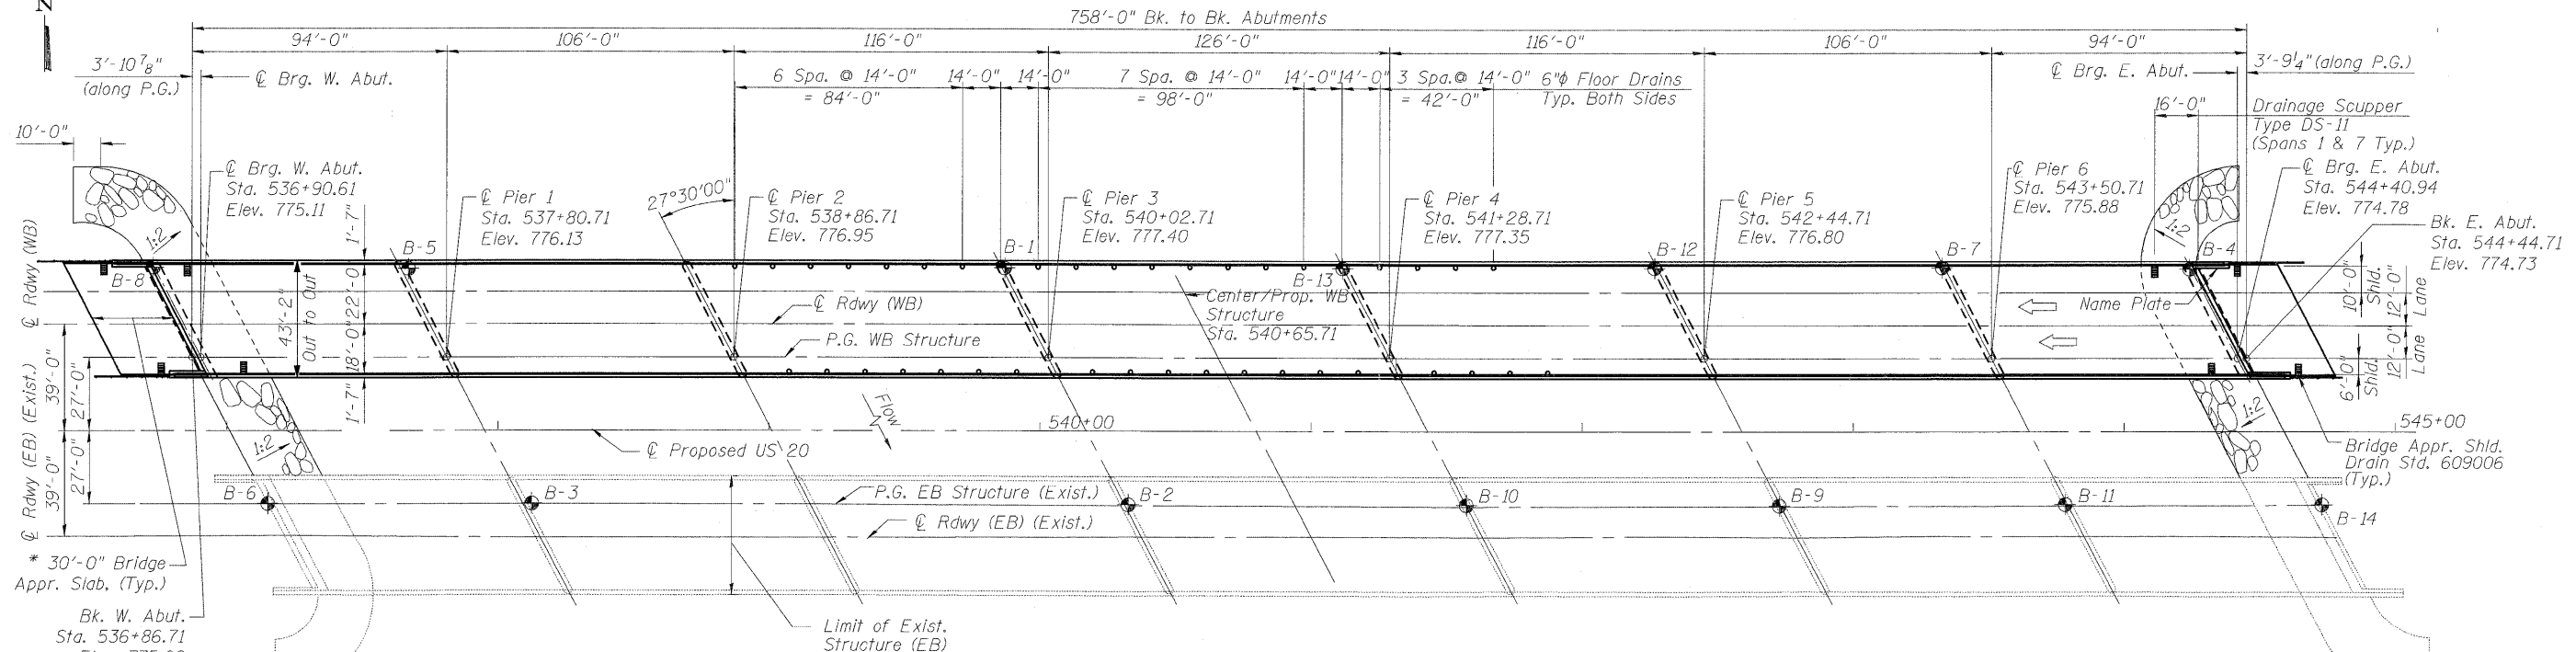 N
758'-0" Bk. to Bk. Abutments
94'-0"
106'-0"
116'-0"
126'-0"
116'-0"
106'-0"
94'-0"
3'-10 7/8"
(along P.G.)
℄ Brg. W. Abut.
6 Spa. @ 14'-0"
= 84'-0"
14'-0"
14'-0"
7 Spa. @ 14'-0"
= 98'-0"
14'-0"
14'-0"
3 Spa.@ 14'-0"
= 42'-0"
6"φ Floor Drains
Typ. Both Sides
℄ Brg. E. Abut.
3'-9 1/4" (along P.G.)
10'-0"
16'-0"
Drainage Scupper
Type DS-11
(Spans 1 & 7 Typ.)
℄ Brg. W. Abut.
Sta. 536+90.61
Elev. 775.11
℄ Pier 1
Sta. 537+80.71
Elev. 776.13
27°30'00"
℄ Pier 2
Sta. 538+86.71
Elev. 776.95
℄ Pier 3
Sta. 540+02.71
Elev. 777.40
℄ Pier 4
Sta. 541+28.71
Elev. 777.35
℄ Pier 5
Sta. 542+44.71
Elev. 776.80
℄ Pier 6
Sta. 543+50.71
Elev. 775.88
℄ Brg. E. Abut.
Sta. 544+40.94
Elev. 774.78
Bk. E. Abut.
Sta. 544+44.71
Elev. 774.73
1:2
1'-7"
1:2
B-8
B-5
B-1
B-13
B-12
B-7
B-4
℄ Rdwy (WB)
43'-2"
Out to Out
22'-0"
18'-0"
1'-7"
℄ Rdwy (WB)
P.G. WB Structure
Center/Prop. WB
Structure
Sta. 540+65.71
Name Plate
10'-0"
Shld.
12'-0"
Lane
12'-0"
Lane
6'-0"
Shld.
39'-0"
27'-0"
39'-0"
27'-0"
℄ Rdwy (EB) (Exist.)
1:2
Flow
540+00
545+00
1:2
℄ Proposed US 20
Bridge Appr. Shld.
Drain Std. 609006
(Typ.)
B-6
B-3
P.G. EB Structure (Exist.)
B-2
B-10
B-9
B-11
B-14
℄ Rdwy (EB) (Exist.)
* 30'-0" Bridge
Appr. Slab. (Typ.)
Bk. W. Abut.
Sta. 536+86.71
Limit of Exist.
Structure (EB)